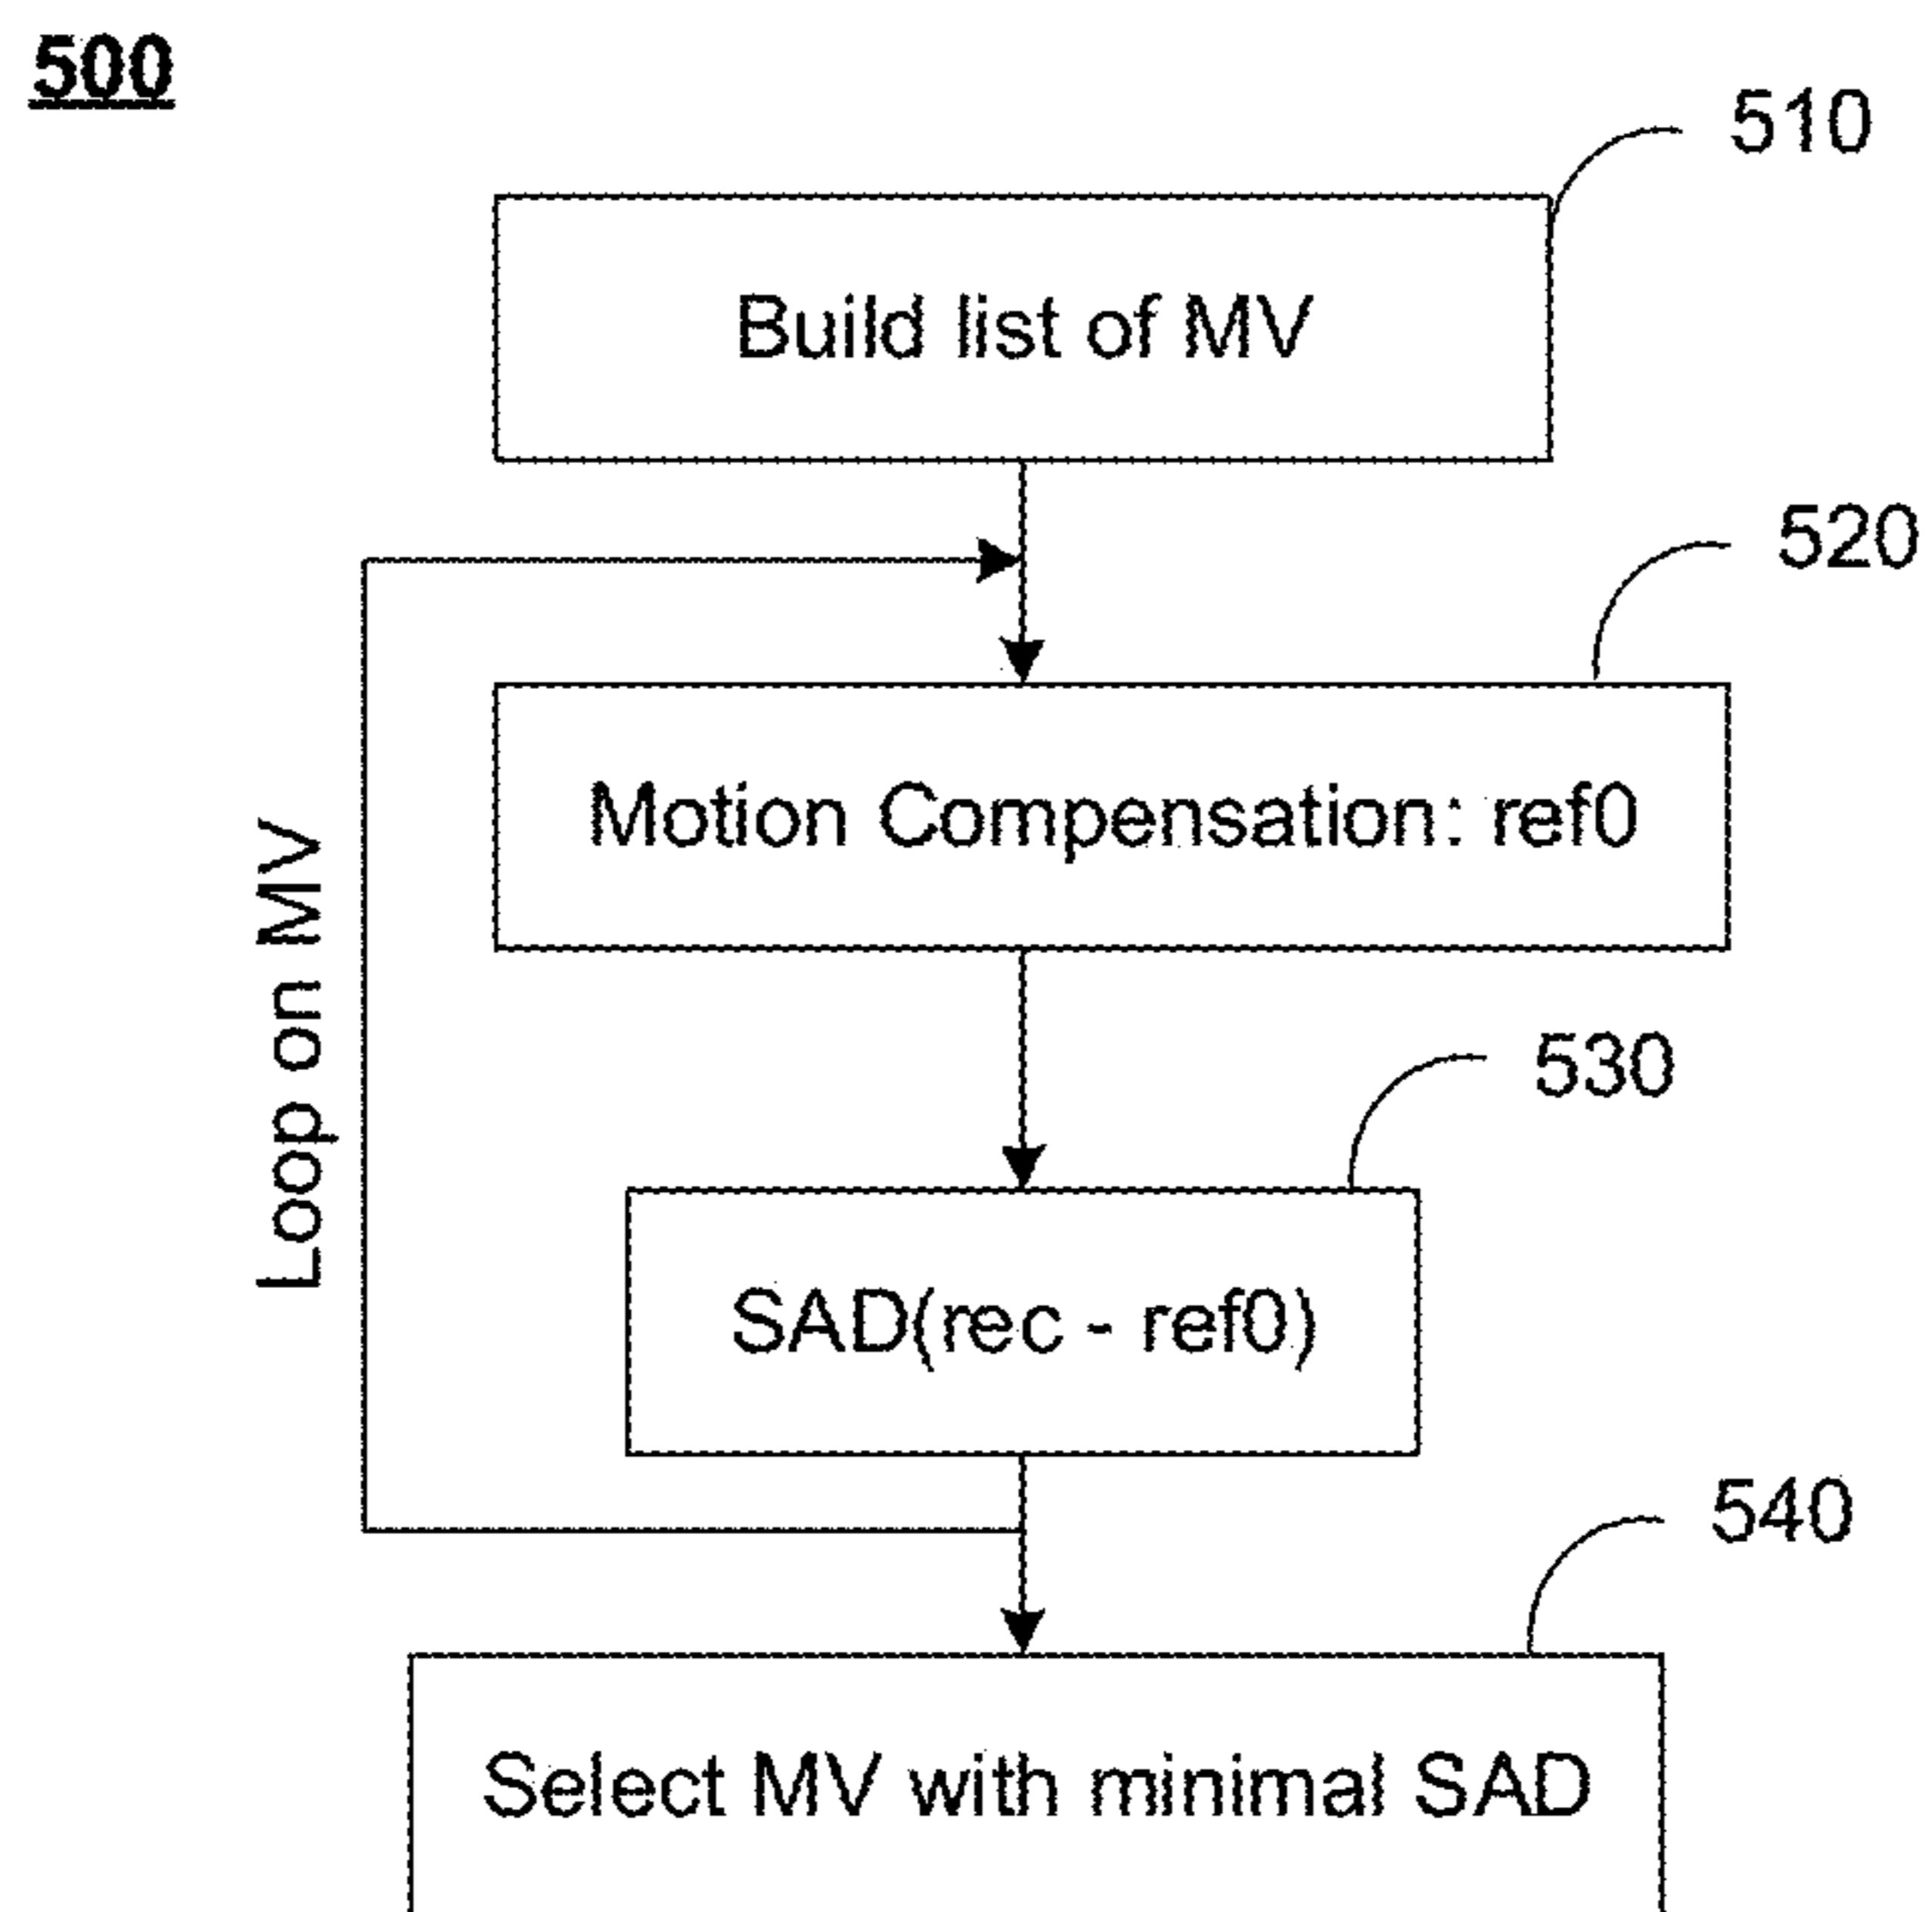 500
510
Build list of MV
520
Motion Compensation: ref0
Loop on MV
530
SAD(rec - ref0)
540
Select MV with minimal SAD